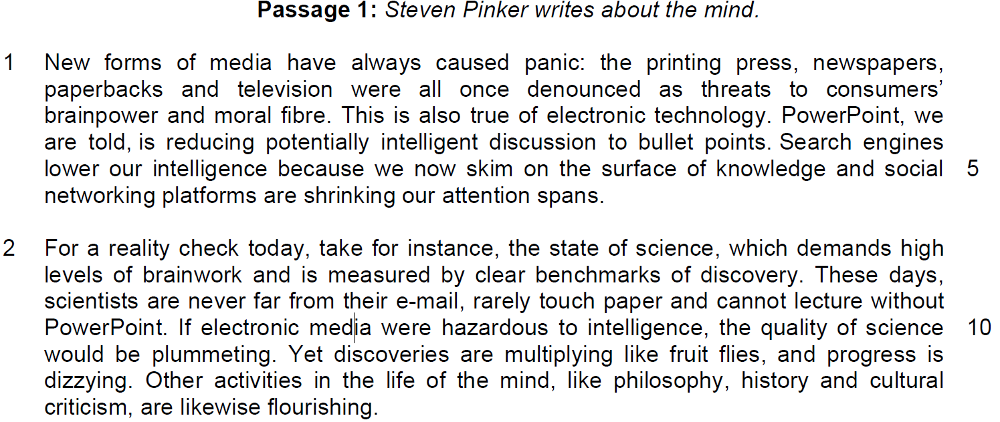 Passage 1: Steven Pinker writes about the mind.
1 New forms of media have always caused panic: the printing press, newspapers,
paperbacks and television were all once denounced as threats to consumers’
brainpower and moral fibre. This is also true of electronic technology. PowerPoint, we
are told, is reducing potentially intelligent discussion to bullet points. Search engines
lower our intelligence because we now skim on the surface of knowledge and social 5
networking platforms are shrinking our attention spans.
2 For a reality check today, take for instance, the state of science, which demands high
levels of brainwork and is measured by clear benchmarks of discovery. These days,
scientists are never far from their e-mail, rarely touch paper and cannot lecture without
PowerPoint. If electronic media were hazardous to intelligence, the quality of science 10
would be plummeting. Yet discoveries are multiplying like fruit flies, and progress is
dizzying. Other activities in the life of the mind, like philosophy, history and cultural
criticism, are likewise flourishing.